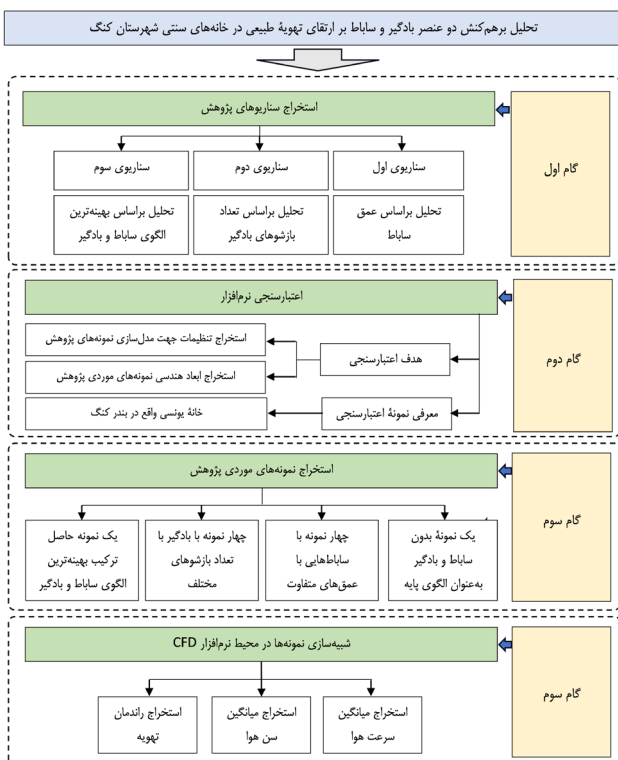 تحلیل برهم‌کنش دو عنصر بادگیر و ساباط بر ارتقای تهویهٔ طبیعی در خانه‌های سنتی شهرستان کنگ
گام اول
استخراج سناریوهای پژوهش
سناریوی اول
سناریوی دوم
سناریوی سوم
تحلیل براساس عمق
ساباط
تحلیل براساس تعداد
بازشوهای بادگیر
تحلیل براساس بهینه‌ترین
الگوی ساباط و بادگیر
گام دوم
اعتبارسنجی نرم‌افزار
هدف اعتبارسنجی
استخراج تنظیمات جهت مدل‌سازی نمونه‌های پژوهش
استخراج ابعاد هندسی نمونه‌های موردی پژوهش
معرفی نمونهٔ اعتبارسنجی
خانهٔ یونسی واقع در بندر کنگ
گام سوم
استخراج نمونه‌های موردی پژوهش
یک نمونهٔ بدون
ساباط و بادگیر
به‌عنوان الگوی پایه
چهار نمونه با
ساباط‌هایی با
عمق‌های متفاوت
چهار نمونه با بادگیر با
تعداد بازشوهای
مختلف
یک نمونه حاصل
ترکیب بهینه‌ترین
الگوی ساباط و بادگیر
گام سوم
شبیه‌سازی نمونه‌ها در محیط نرم‌افزار CFD
استخراج میانگین
سرعت هوا
استخراج میانگین
سن هوا
استخراج راندمان
تهویه